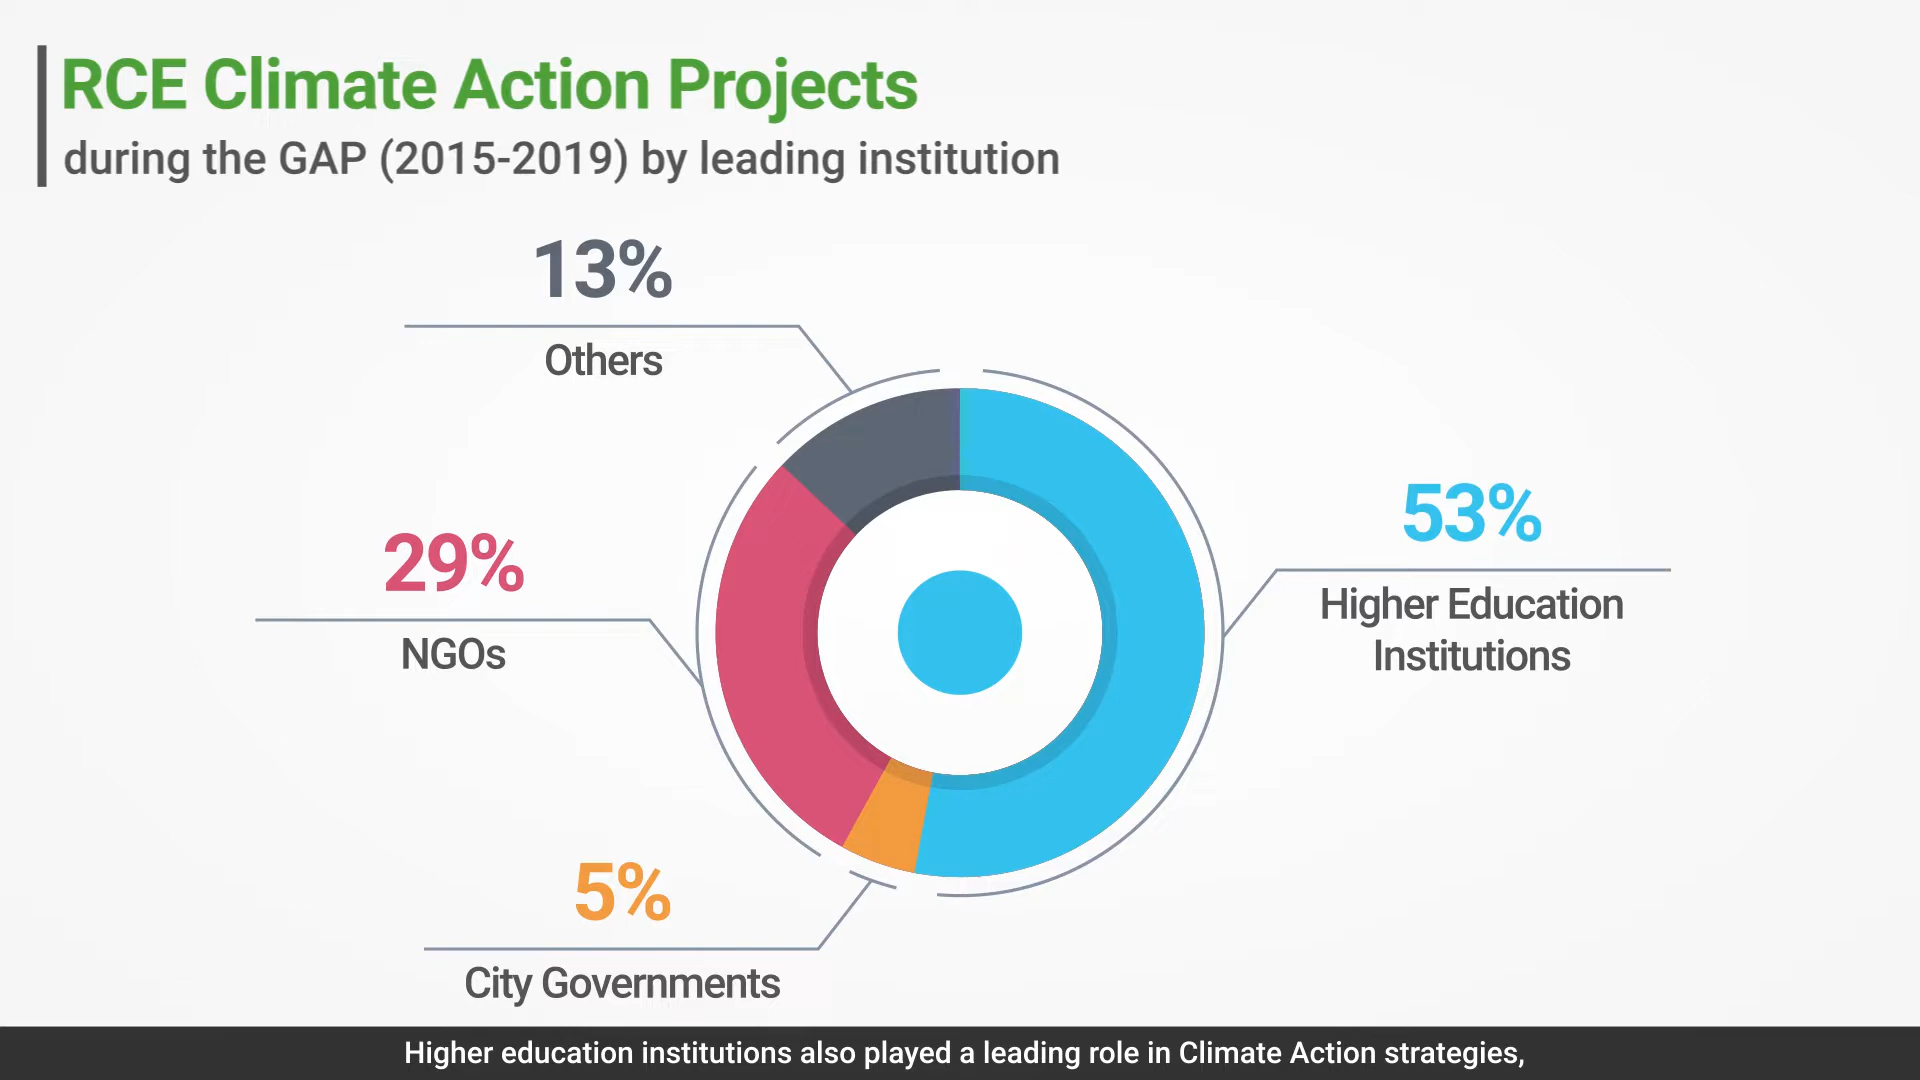 RCE Climate Action Projects
during the GAP (2015-2019) by leading institution
13%
Others
53%
Higher Education
Institutions
29%
NGOs
5%
City Governments
Higher education institutions also played a leading role in Climate Action strategies,